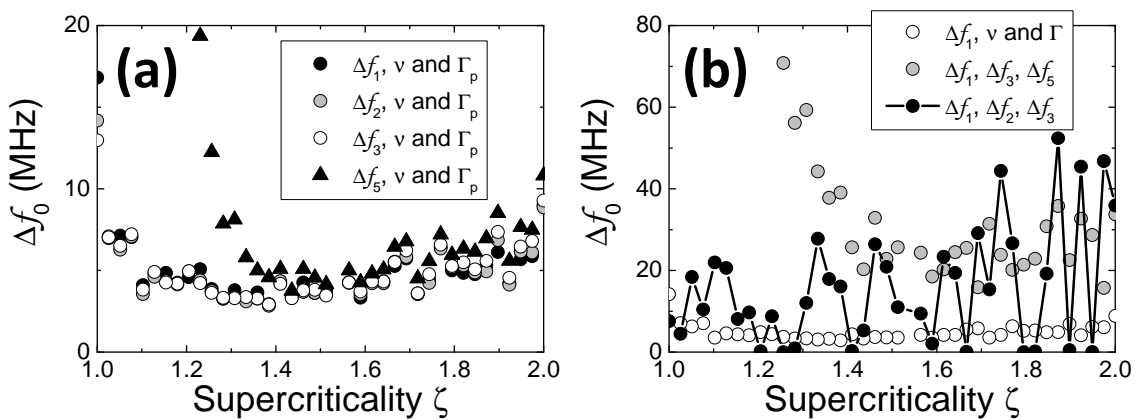 (a)
Δf₁, ν and Γₚ
Δf₂, ν and Γₚ
Δf₃, ν and Γₚ
Δf₅, ν and Γₚ
20
10
0
Δf₀ (MHz)
1.0 1.2 1.4 1.6 1.8 2.0
Supercriticality ζ
(b)
Δf₁, ν and Γ
Δf₁, Δf₃, Δf₅
Δf₁, Δf₂, Δf₃
80
60
40
20
0
Δf₀ (MHz)
1.0 1.2 1.4 1.6 1.8 2.0
Supercriticality ζ